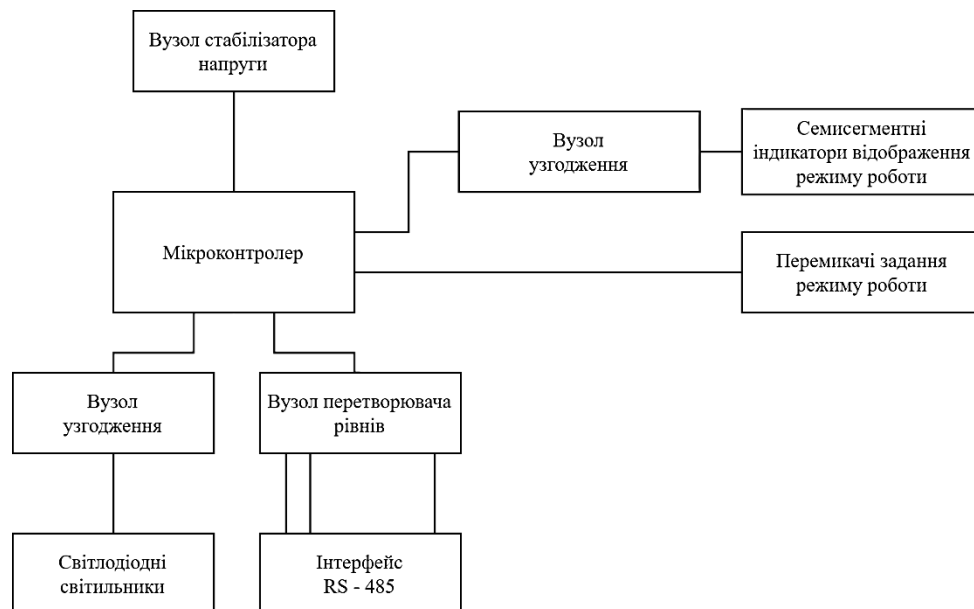 Вузол стабілізатора
напруги
Вузол
узгодження
Семисегментні
індикатори відображення
режиму роботи
Мікроконтролер
Перемикачі задання
режиму роботи
Вузол
узгодження
Вузол перетворювача
рівнів
Світлодіодні
світильники
Інтерфейс
RS - 485